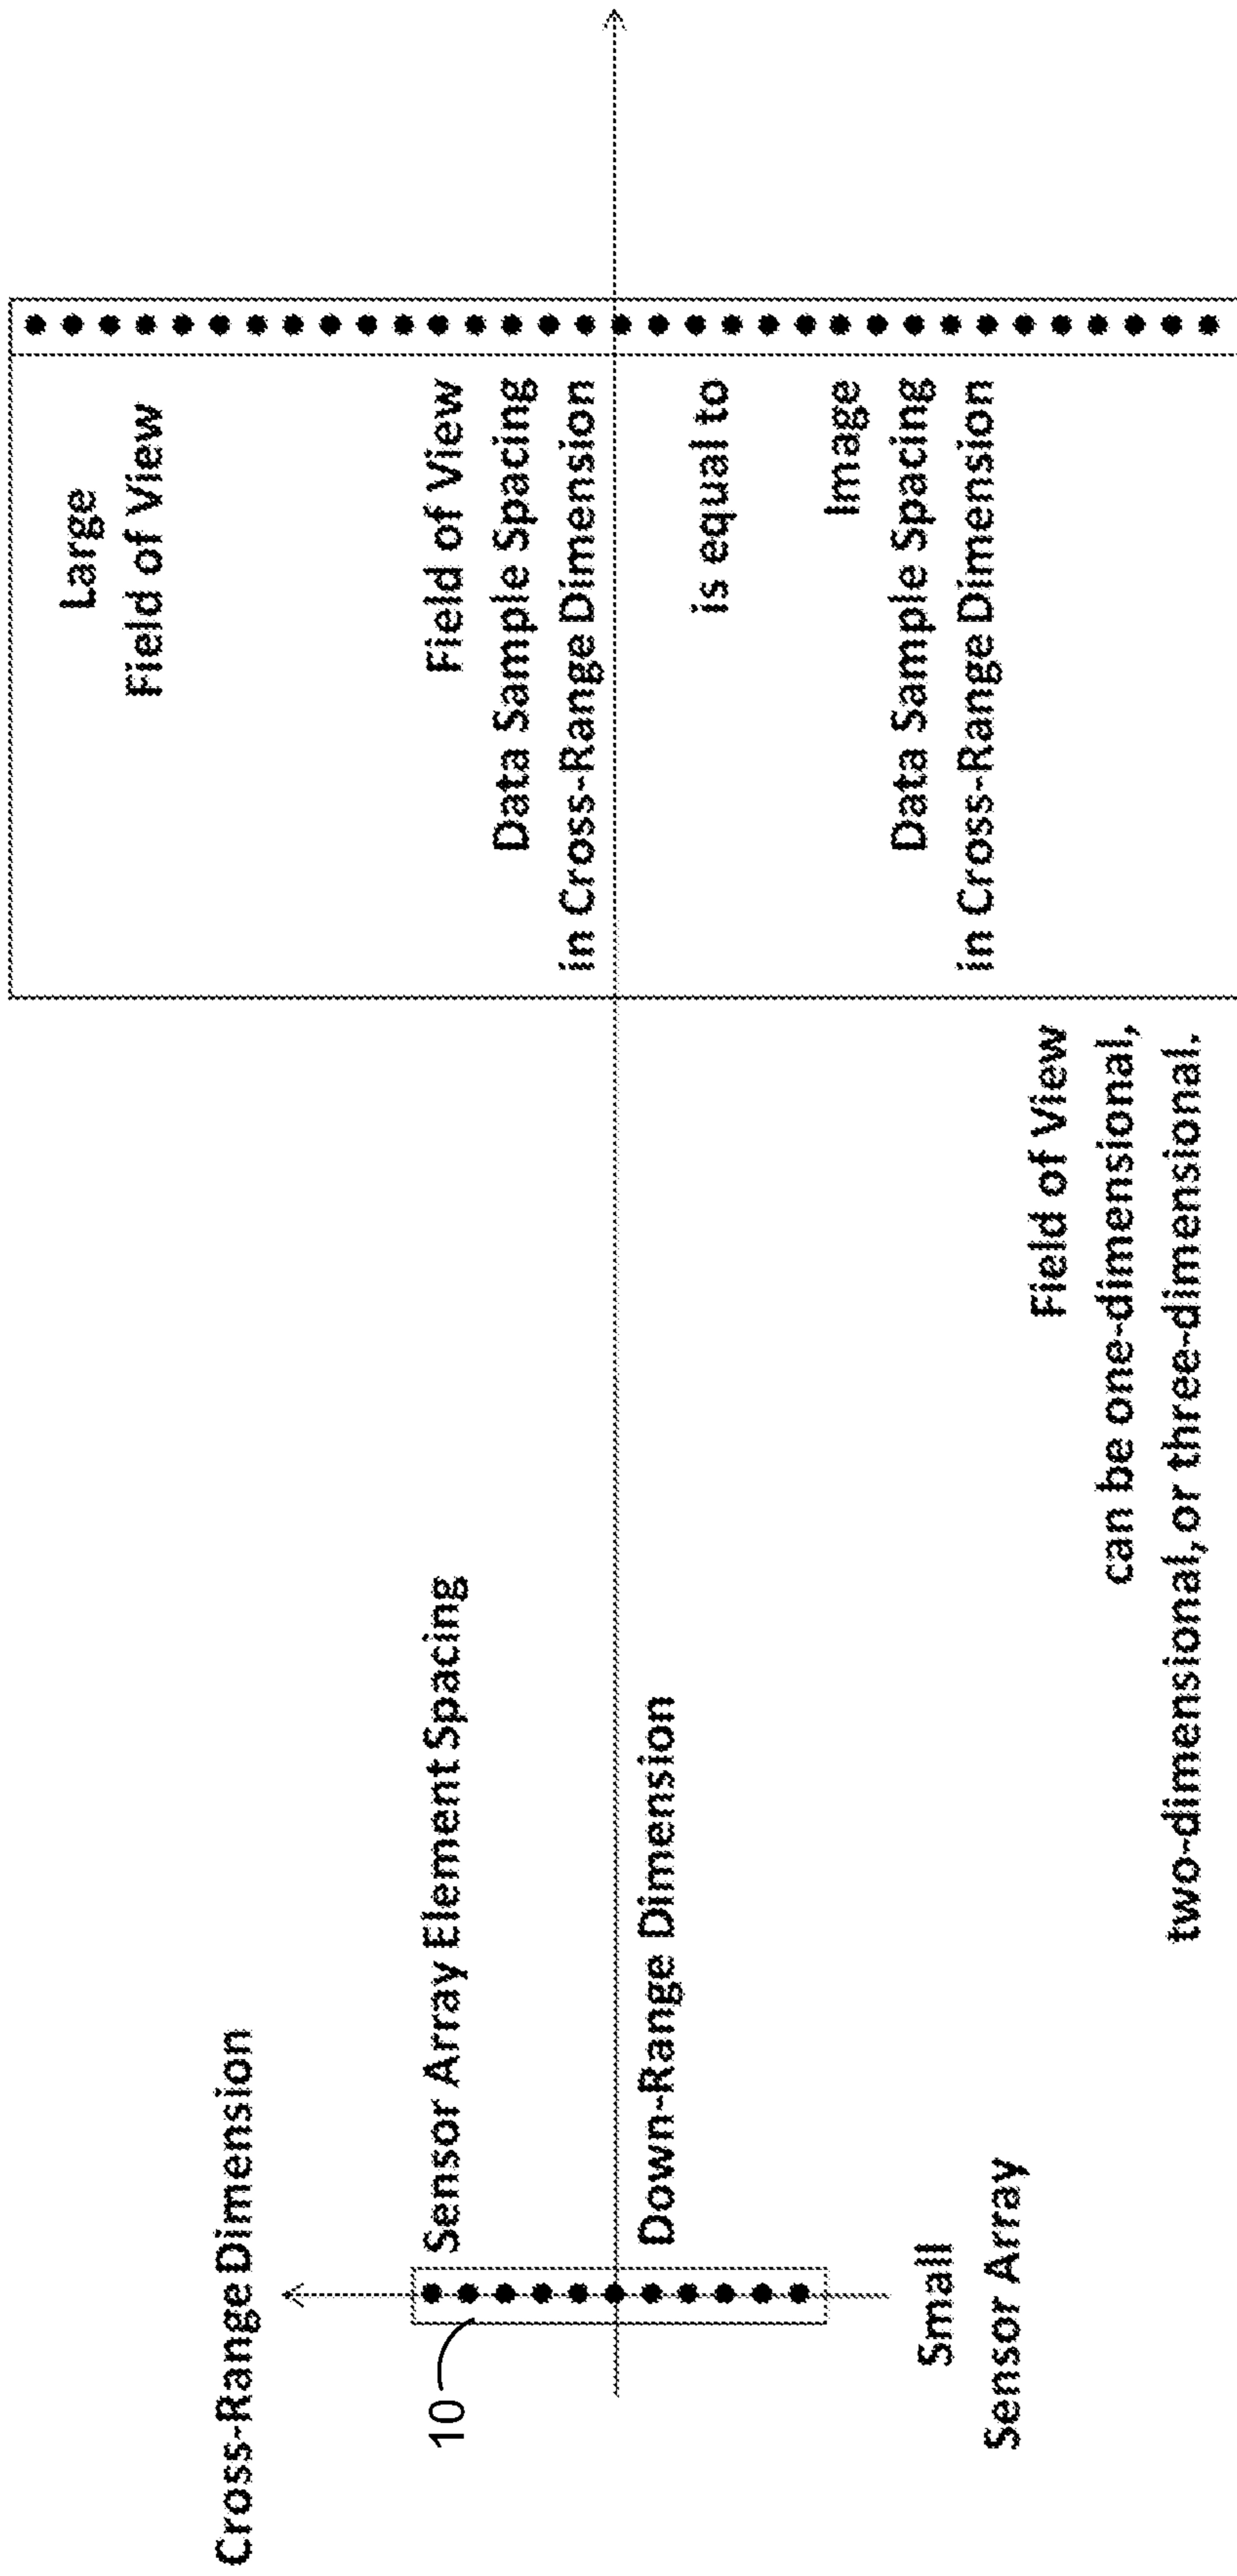 Cross-Range Dimension
10
Sensor Array Element Spacing
Down-Range Dimension
Small
Sensor Array
Large
Field of View
Field of View
Data Sample Spacing
in Cross-Range Dimension
is equal to
Image
Data Sample Spacing
in Cross-Range Dimension
Field of View
can be one-dimensional,
two-dimensional, or three-dimensional.